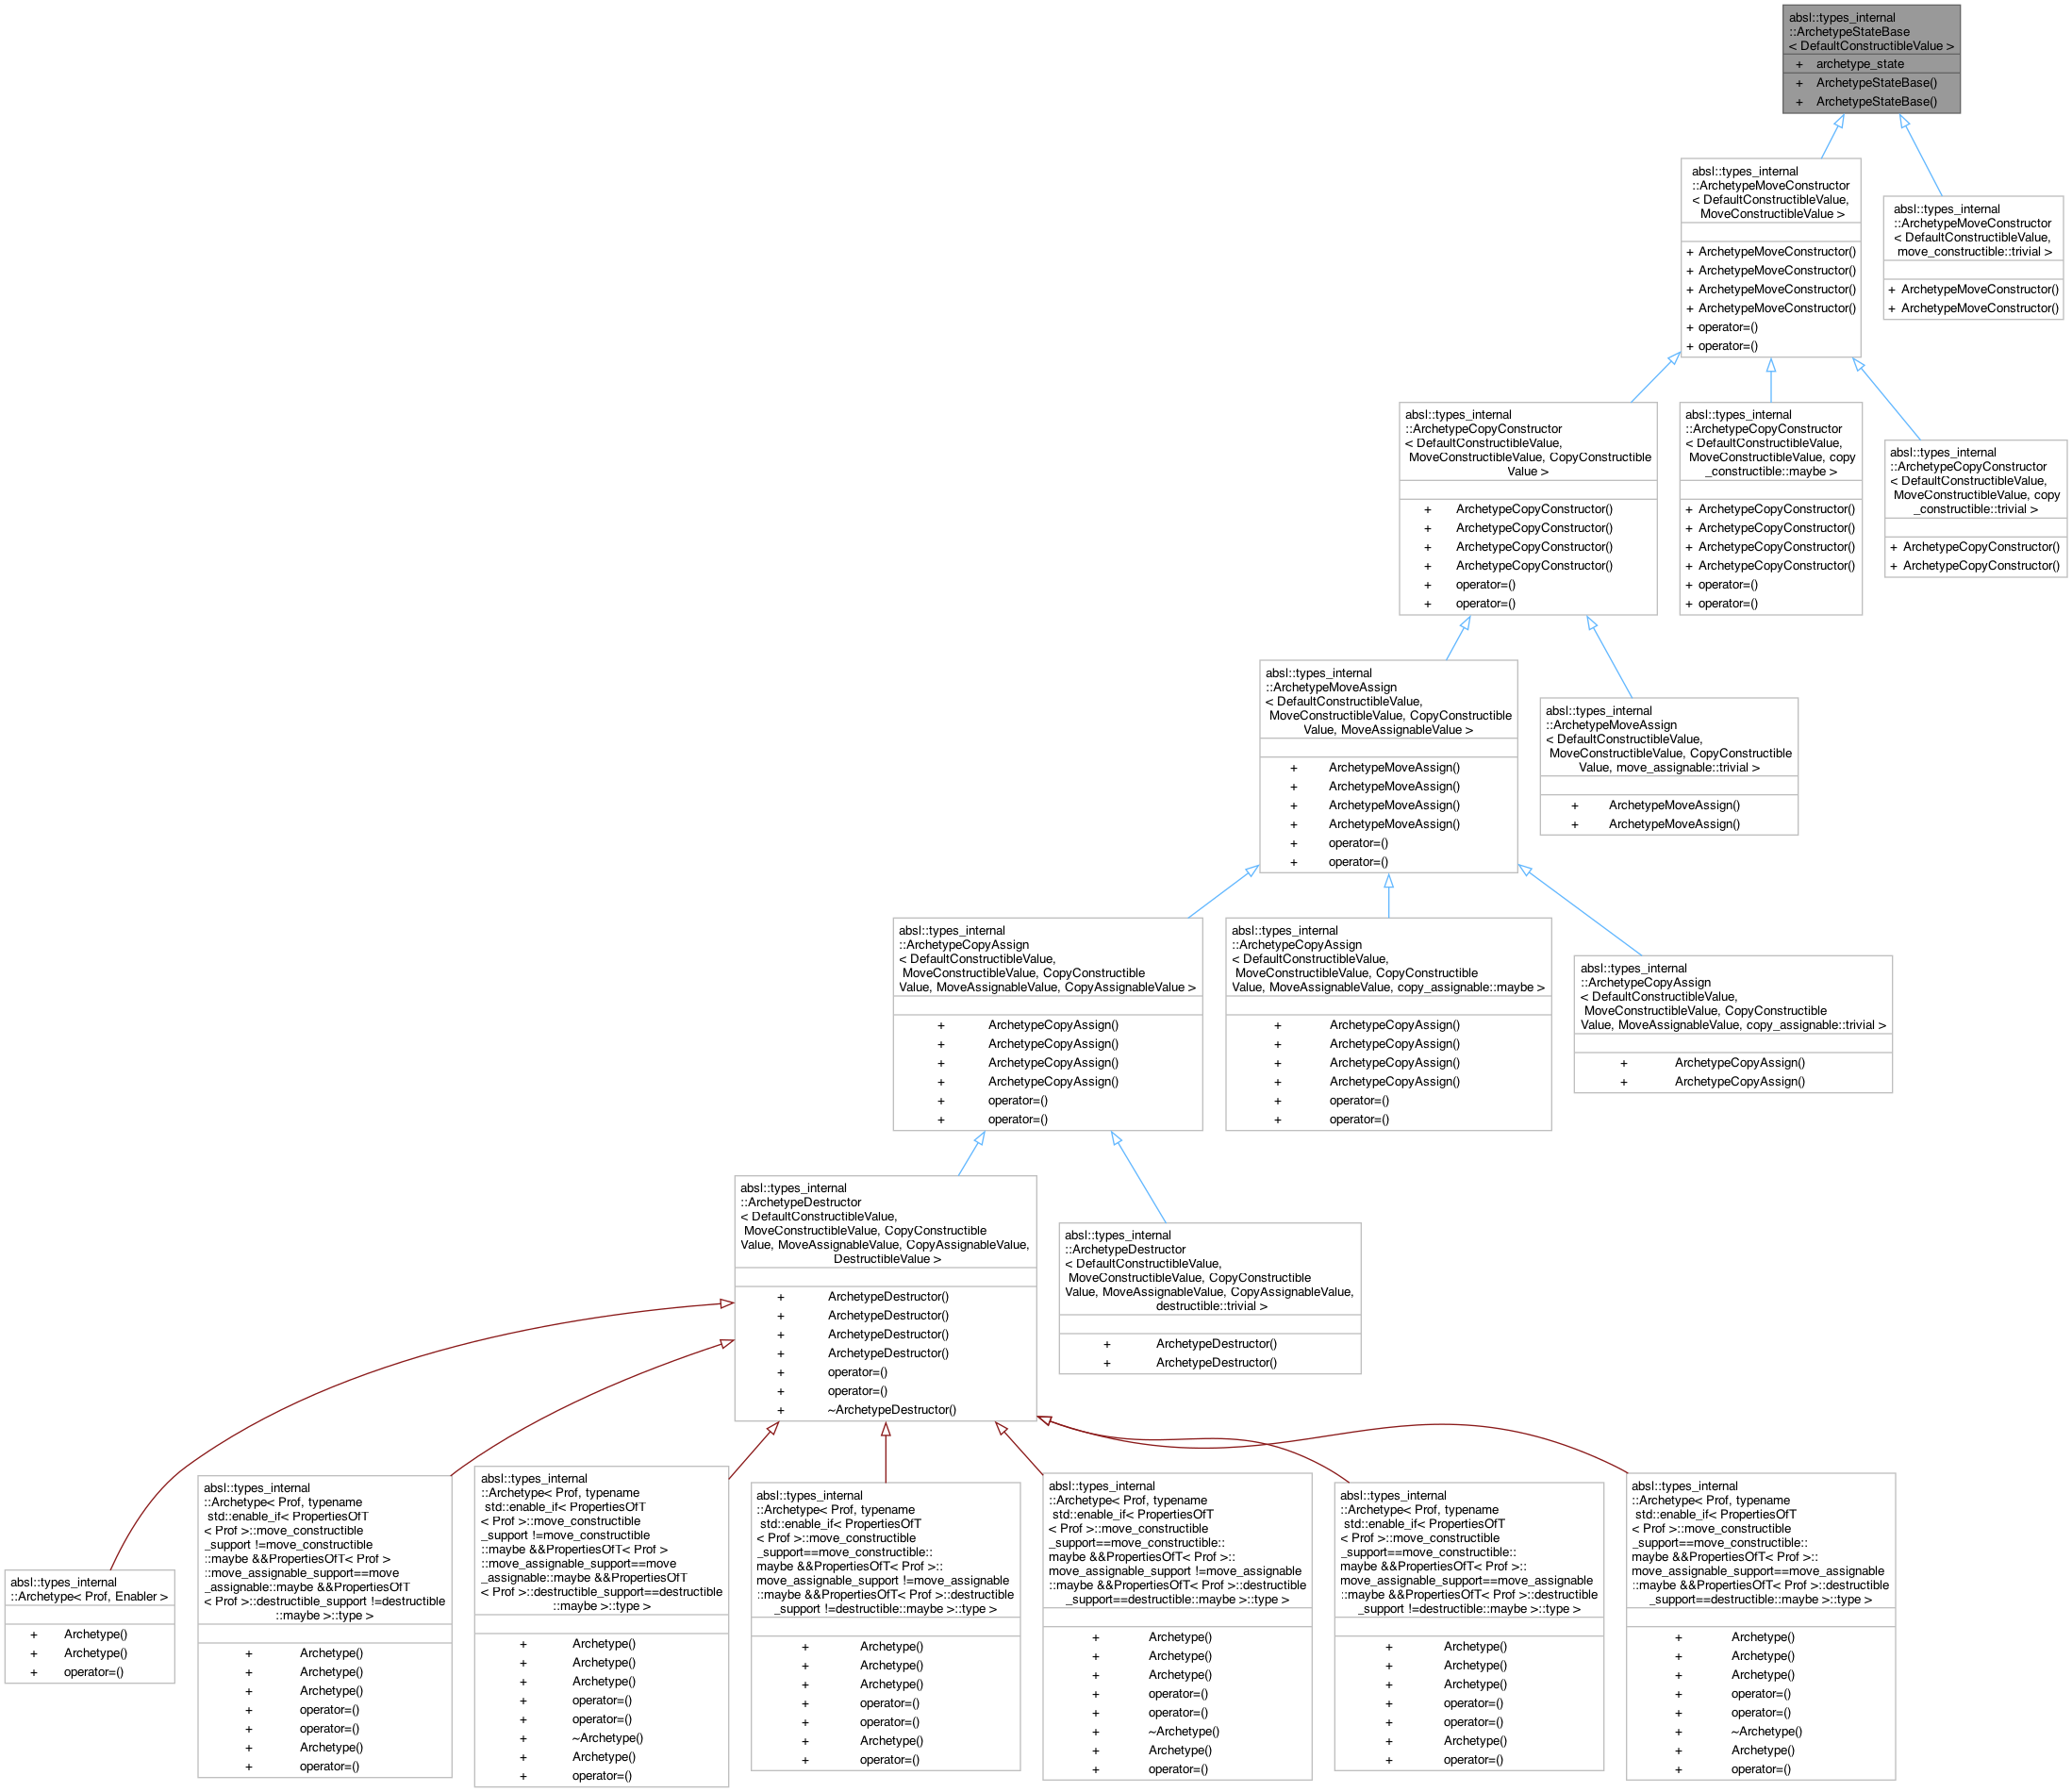 absl::types_internal
::ArchetypeStateBase
< DefaultConstructibleValue >
+ archetype_state
+ ArchetypeStateBase()
+ ArchetypeStateBase()
absl::types_internal
::ArchetypeMoveConstructor
< DefaultConstructibleValue,
MoveConstructibleValue >
+ ArchetypeMoveConstructor()
+ ArchetypeMoveConstructor()
+ ArchetypeMoveConstructor()
+ ArchetypeMoveConstructor()
+ operator=()
+ operator=()
absl::types_internal
::ArchetypeMoveConstructor
< DefaultConstructibleValue,
move_constructible::trivial >
+ ArchetypeMoveConstructor()
+ ArchetypeMoveConstructor()
absl::types_internal
::ArchetypeCopyConstructor
< DefaultConstructibleValue,
MoveConstructibleValue, CopyConstructible
Value >
+ ArchetypeCopyConstructor()
+ ArchetypeCopyConstructor()
+ ArchetypeCopyConstructor()
+ ArchetypeCopyConstructor()
+ operator=()
+ operator=()
absl::types_internal
::ArchetypeCopyConstructor
< DefaultConstructibleValue,
MoveConstructibleValue, copy
_constructible::maybe >
+ ArchetypeCopyConstructor()
+ ArchetypeCopyConstructor()
+ ArchetypeCopyConstructor()
+ ArchetypeCopyConstructor()
+ operator=()
+ operator=()
absl::types_internal
::ArchetypeCopyConstructor
< DefaultConstructibleValue,
MoveConstructibleValue, copy
_constructible::trivial >
+ ArchetypeCopyConstructor()
+ ArchetypeCopyConstructor()
absl::types_internal
::ArchetypeMoveAssign
< DefaultConstructibleValue,
MoveConstructibleValue, CopyConstructible
Value, MoveAssignableValue >
+ ArchetypeMoveAssign()
+ ArchetypeMoveAssign()
+ ArchetypeMoveAssign()
+ ArchetypeMoveAssign()
+ operator=()
+ operator=()
absl::types_internal
::ArchetypeMoveAssign
< DefaultConstructibleValue,
MoveConstructibleValue, CopyConstructible
Value, move_assignable::trivial >
+ ArchetypeMoveAssign()
+ ArchetypeMoveAssign()
absl::types_internal
::ArchetypeCopyAssign
< DefaultConstructibleValue,
MoveConstructibleValue, CopyConstructible
Value, MoveAssignableValue, CopyAssignableValue >
+ ArchetypeCopyAssign()
+ ArchetypeCopyAssign()
+ ArchetypeCopyAssign()
+ ArchetypeCopyAssign()
+ operator=()
+ operator=()
absl::types_internal
::ArchetypeCopyAssign
< DefaultConstructibleValue,
MoveConstructibleValue, CopyConstructible
Value, MoveAssignableValue, copy_assignable::maybe >
+ ArchetypeCopyAssign()
+ ArchetypeCopyAssign()
+ ArchetypeCopyAssign()
+ ArchetypeCopyAssign()
+ operator=()
+ operator=()
absl::types_internal
::ArchetypeCopyAssign
< DefaultConstructibleValue,
MoveConstructibleValue, CopyConstructible
Value, MoveAssignableValue, copy_assignable::trivial >
+ ArchetypeCopyAssign()
+ ArchetypeCopyAssign()
absl::types_internal
::ArchetypeDestructor
< DefaultConstructibleValue,
MoveConstructibleValue, CopyConstructible
Value, MoveAssignableValue, CopyAssignableValue,
DestructibleValue >
+ ArchetypeDestructor()
+ ArchetypeDestructor()
+ ArchetypeDestructor()
+ ArchetypeDestructor()
+ operator=()
+ operator=()
+ ~ArchetypeDestructor()
absl::types_internal
::ArchetypeDestructor
< DefaultConstructibleValue,
MoveConstructibleValue, CopyConstructible
Value, MoveAssignableValue, CopyAssignableValue,
destructible::trivial >
+ ArchetypeDestructor()
+ ArchetypeDestructor()
absl::types_internal
::Archetype< Prof, Enabler >
+ Archetype()
+ Archetype()
+ operator=()
absl::types_internal
::Archetype< Prof, typename
std::enable_if< PropertiesOfT
< Prof >::move_constructible
_support !=move_constructible
::maybe &&PropertiesOfT< Prof >
::move_assignable_support==move
_assignable::maybe &&PropertiesOfT
< Prof >::destructible_support !=destructible
::maybe >::type >
+ Archetype()
+ Archetype()
+ Archetype()
+ operator=()
+ operator=()
+ Archetype()
+ operator=()
absl::types_internal
::Archetype< Prof, typename
std::enable_if< PropertiesOfT
< Prof >::move_constructible
_support !=move_constructible
::maybe &&PropertiesOfT< Prof >
::move_assignable_support==move
_assignable::maybe &&PropertiesOfT
< Prof >::destructible_support==destructible
::maybe >::type >
+ Archetype()
+ Archetype()
+ Archetype()
+ operator=()
+ operator=()
+ ~Archetype()
+ Archetype()
+ operator=()
absl::types_internal
::Archetype< Prof, typename
std::enable_if< PropertiesOfT
< Prof >::move_constructible
_support==move_constructible::
maybe &&PropertiesOfT< Prof >::
move_assignable_support !=move_assignable
::maybe &&PropertiesOfT< Prof >::destructible
_support !=destructible::maybe >::type >
+ Archetype()
+ Archetype()
+ Archetype()
+ operator=()
+ operator=()
+ Archetype()
+ operator=()
absl::types_internal
::Archetype< Prof, typename
std::enable_if< PropertiesOfT
< Prof >::move_constructible
_support==move_constructible::
maybe &&PropertiesOfT< Prof >::
move_assignable_support !=move_assignable
::maybe &&PropertiesOfT< Prof >::destructible
_support==destructible::maybe >::type >
+ Archetype()
+ Archetype()
+ Archetype()
+ operator=()
+ operator=()
+ ~Archetype()
+ Archetype()
+ operator=()
absl::types_internal
::Archetype< Prof, typename
std::enable_if< PropertiesOfT
< Prof >::move_constructible
_support==move_constructible::
maybe &&PropertiesOfT< Prof >::
move_assignable_support==move_assignable
::maybe &&PropertiesOfT< Prof >::destructible
_support !=destructible::maybe >::type >
+ Archetype()
+ Archetype()
+ Archetype()
+ operator=()
+ operator=()
+ Archetype()
+ operator=()
absl::types_internal
::Archetype< Prof, typename
std::enable_if< PropertiesOfT
< Prof >::move_constructible
_support==move_constructible::
maybe &&PropertiesOfT< Prof >::
move_assignable_support==move_assignable
::maybe &&PropertiesOfT< Prof >::destructible
_support==destructible::maybe >::type >
+ Archetype()
+ Archetype()
+ Archetype()
+ operator=()
+ operator=()
+ ~Archetype()
+ Archetype()
+ operator=()